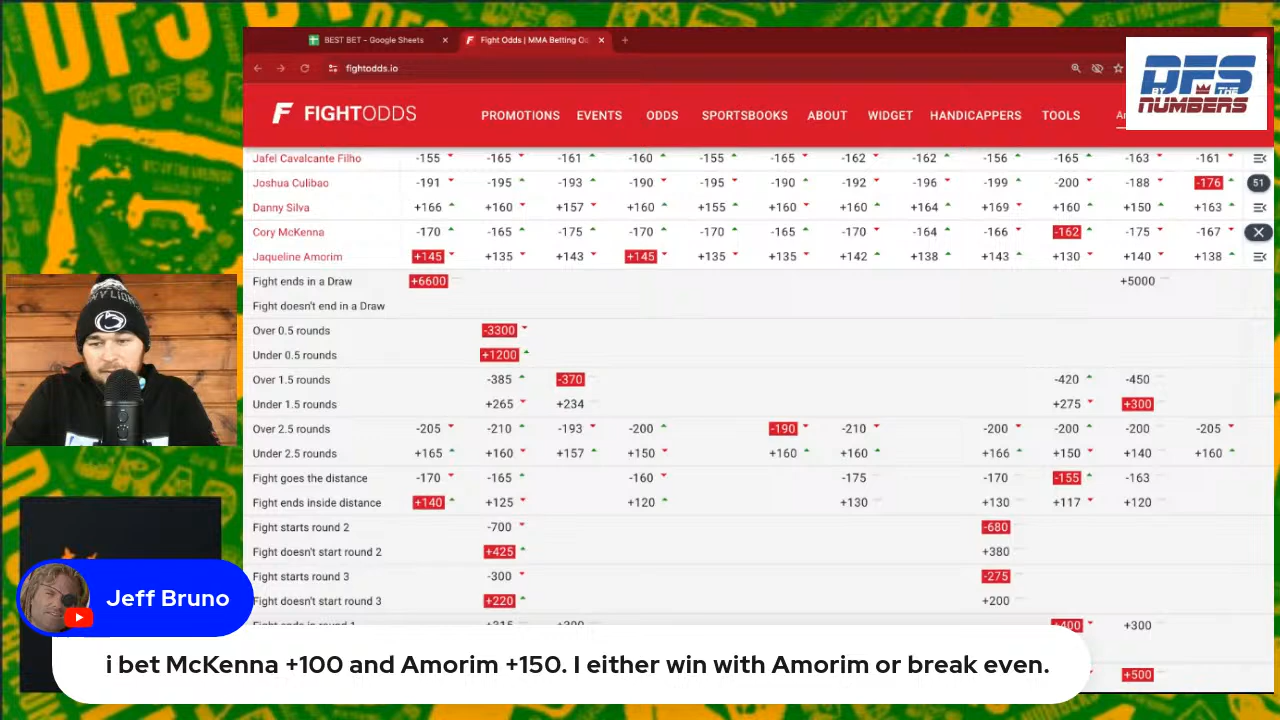 BEST BET - Google Sheets
Fight Odds | MMA Betting O
fightodds.io
DFS
BY THE
NUMBERS
FIGHTODDS
PROMOTIONS EVENTS ODDS SPORTSBOOKS ABOUT WIDGET HANDICAPPERS TOOLS
Jafel Cavalcante Filho -155 -165 -161 -160 -155 -165 -162 -162 -156 -165 -163 -161
Joshua Culibao -191 -195 -193 -190 -195 -190 -192 -196 -199 -200 -188 -176 51
Danny Silva +166 +160 +157 +160 +155 +160 +160 +164 +169 +160 +150 +163
Cory McKenna -170 -165 -175 -170 -170 -165 -170 -164 -166 -162 -175 -167
Jaqueline Amorim +145 +135 +143 +145 +135 +135 +142 +138 +143 +130 +140 +138
Fight ends in a Draw +6600 +5000
Fight doesn't end in a Draw
Over 0.5 rounds -3300
Under 0.5 rounds +1200
Over 1.5 rounds -385 -370 -420 -450
Under 1.5 rounds +265 +234 +275 +300
Over 2.5 rounds -205 -210 -193 -200 -190 -210 -200 -200 -200 -205
Under 2.5 rounds +165 +160 +157 +150 +160 +160 +166 +150 +140 +160
Fight goes the distance -170 -165 -160 -175 -170 -155 -163
Fight ends inside distance +140 +125 +120 +130 +130 +117 +120
Fight starts round 2 -700 -680
Fight doesn't start round 2 +425 +380
Fight starts round 3 -300 -275
Fight doesn't start round 3 +220 +200
Fight ends in round 1 +400 +300
+500
Jeff Bruno
i bet McKenna +100 and Amorim +150. I either win with Amorim or break even.